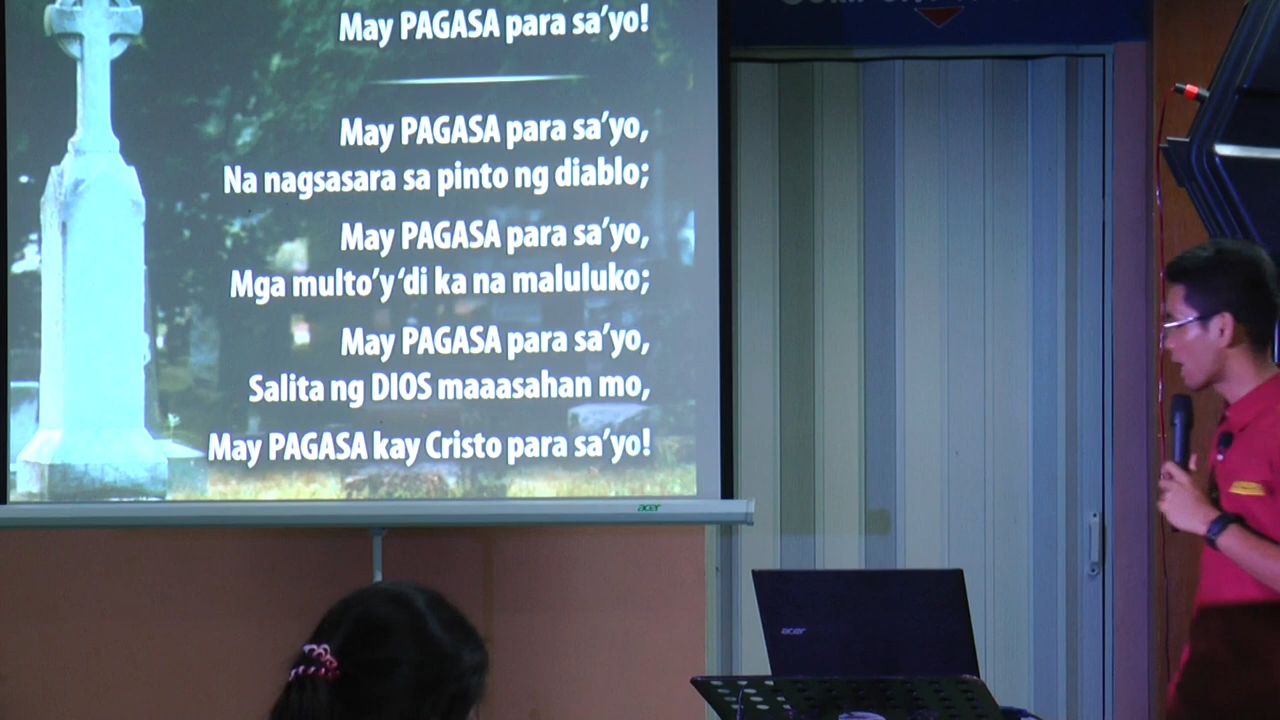 May PAGASA para sa’yo!
May PAGASA para sa’yo,
Na nagsasara sa pinto ng diablo;
May PAGASA para sa’yo,
Mga multo’y ‘di ka na maluluko;
May PAGASA para sa’yo,
Salita ng DIOS maaasahan mo,
May PAGASA kay Cristo para sa’yo!
acer
acer